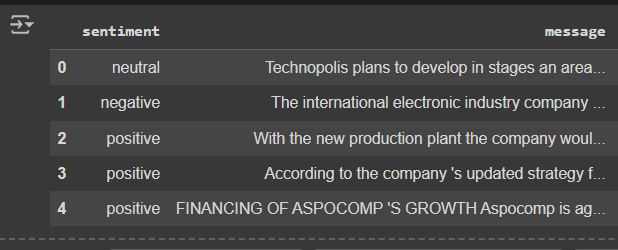 sentiment message
0 neutral Technopolis plans to develop in stages an area...
1 negative The international electronic industry company ...
2 positive With the new production plant the company woul...
3 positive According to the company 's updated strategy f...
4 positive FINANCING OF ASPOCOMP 'S GROWTH Aspocomp is ag...